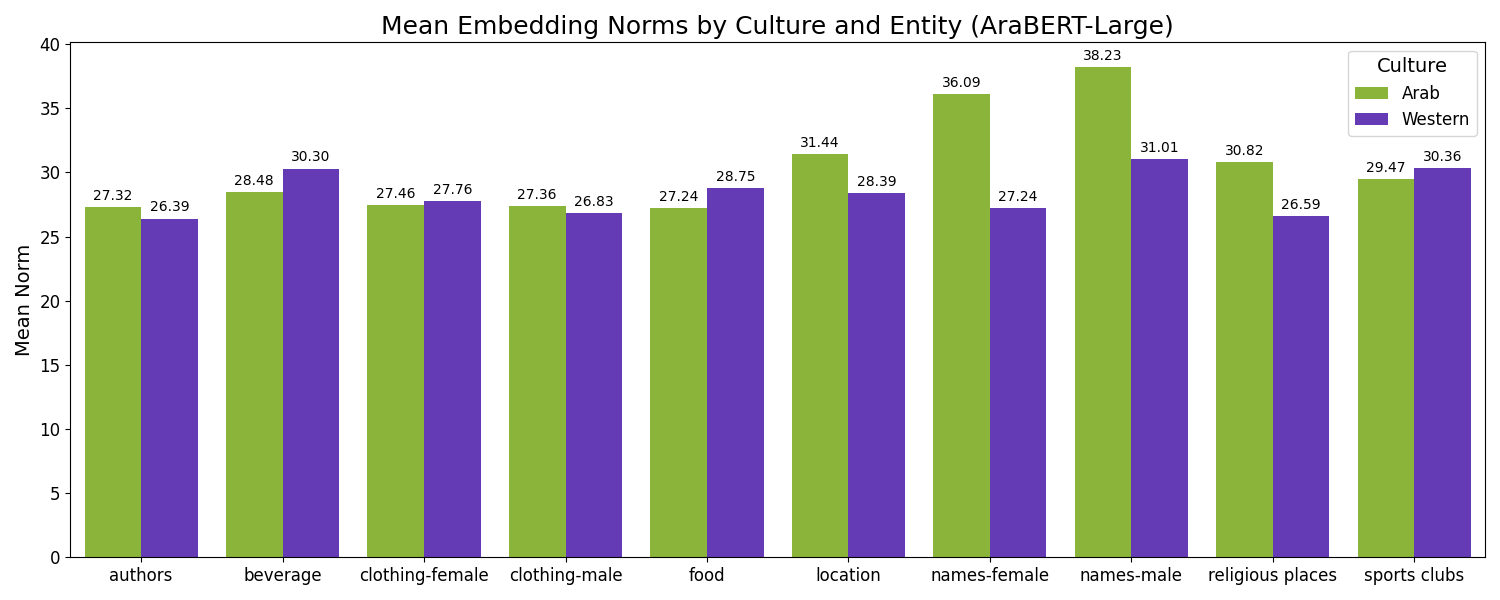 Mean Embedding Norms by Culture and Entity (AraBERT-Large)
Culture
Arab
Western
Mean Norm
40
35
30
25
20
15
10
5
0
27.32
26.39
28.48
30.30
27.46
27.76
27.36
26.83
27.24
28.75
31.44
28.39
36.09
27.24
38.23
31.01
30.82
26.59
29.47
30.36
authors
beverage
clothing-female
clothing-male
food
location
names-female
names-male
religious places
sports clubs